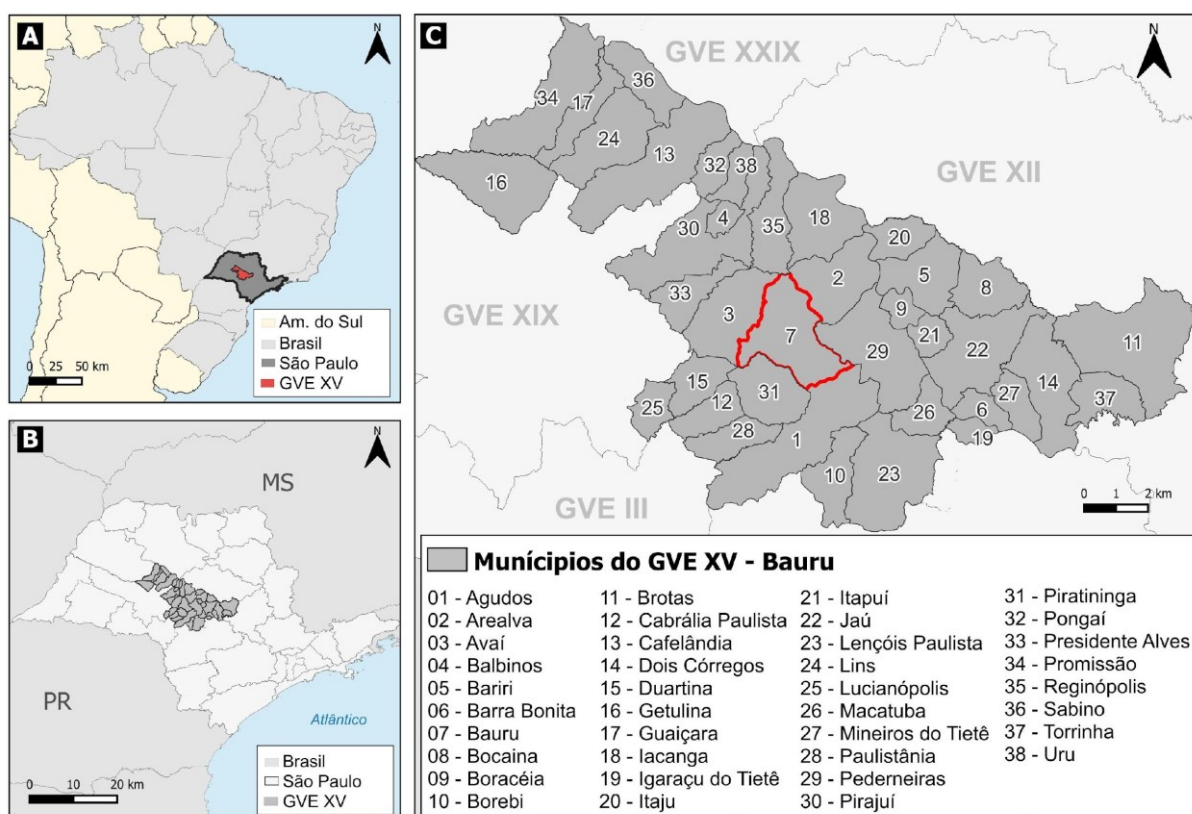 A
N
Am. do Sul
Brasil
São Paulo
GVE XV
0 25 50 km
B
N
MS
PR
Atlântico
Brasil
São Paulo
GVE XV
0 10 20 km
C
N
GVE XXIX
GVE XII
GVE XIX
GVE III
36
34
17
24
13
16
32
38
4
30
35
18
20
2
5
8
33
3
9
7
21
11
29
22
15
31
14
12
27
37
25
26
6
28
19
1
10
23
0 1 2 km
Munícipios do GVE XV - Bauru
01 - Agudos
02 - Arealva
03 - Avaí
04 - Balbinos
05 - Bariri
06 - Barra Bonita
07 - Bauru
08 - Bocaina
09 - Boracéia
10 - Borebi
11 - Brotas
12 - Cabrália Paulista
13 - Cafelândia
14 - Dois Córregos
15 - Duartina
16 - Getulina
17 - Guaiçara
18 - Iacanga
19 - Igaraçu do Tietê
20 - Itaju
21 - Itapuí
22 - Jaú
23 - Lençóis Paulista
24 - Lins
25 - Lucianópolis
26 - Macatuba
27 - Mineiros do Tietê
28 - Paulistânia
29 - Pederneiras
30 - Pirajuí
31 - Piratininga
32 - Pongaí
33 - Presidente Alves
34 - Promissão
35 - Reginópolis
36 - Sabino
37 - Torrinha
38 - Uru